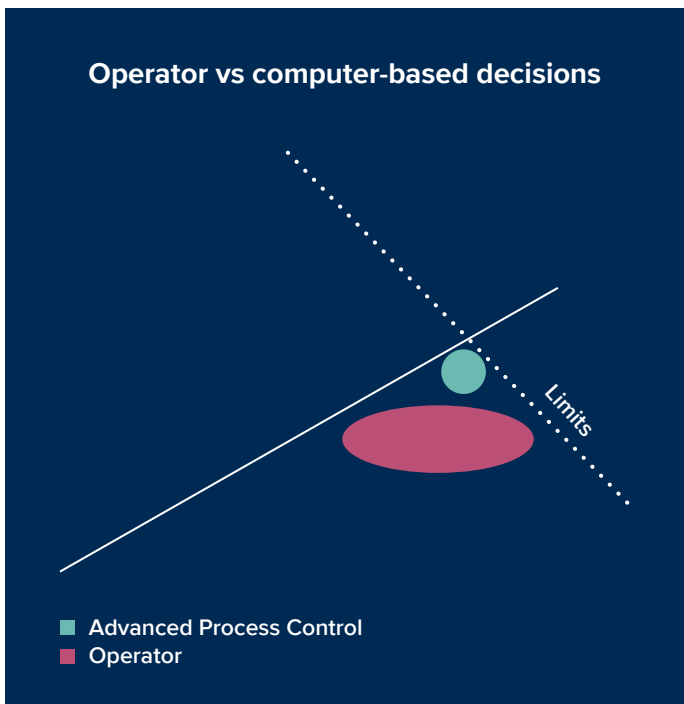 Operator vs computer-based decisions
Limits
Advanced Process Control
Operator